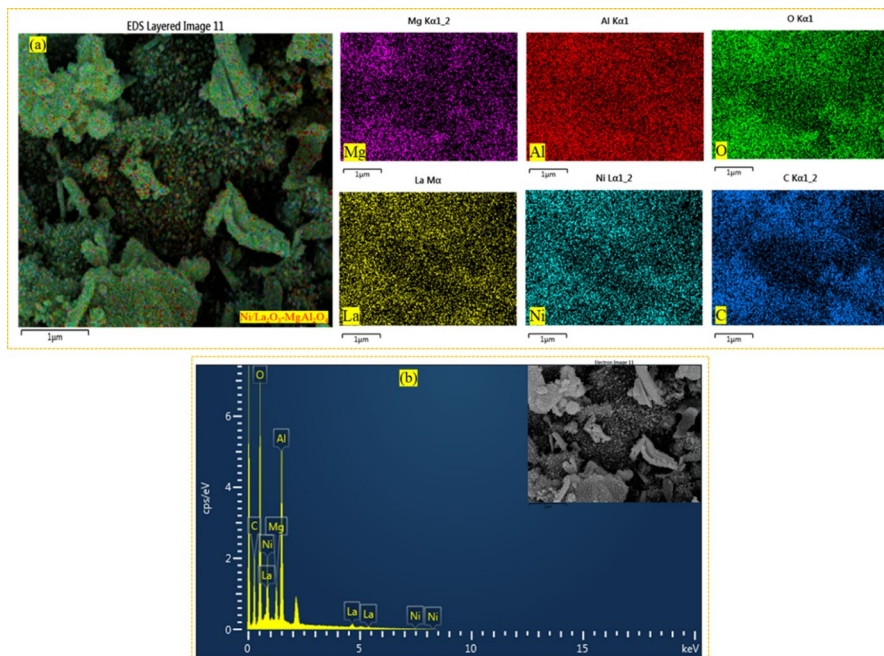 EDS Layered Image 11
(a)
Ni/La2O3-MgAl2O4
1μm
Mg Kα1_2
Mg
1μm
Al Kα1
Al
1μm
O Kα1
O
1μm
La Mα
La
1μm
Ni Lα1_2
Ni
1μm
C Kα1_2
C
1μm
(b)
Electron Image 11
cps/eV
6
4
2
0
O
Al
C
Mg
Ni
La
La
La
Ni
Ni
0
5
10
15
keV